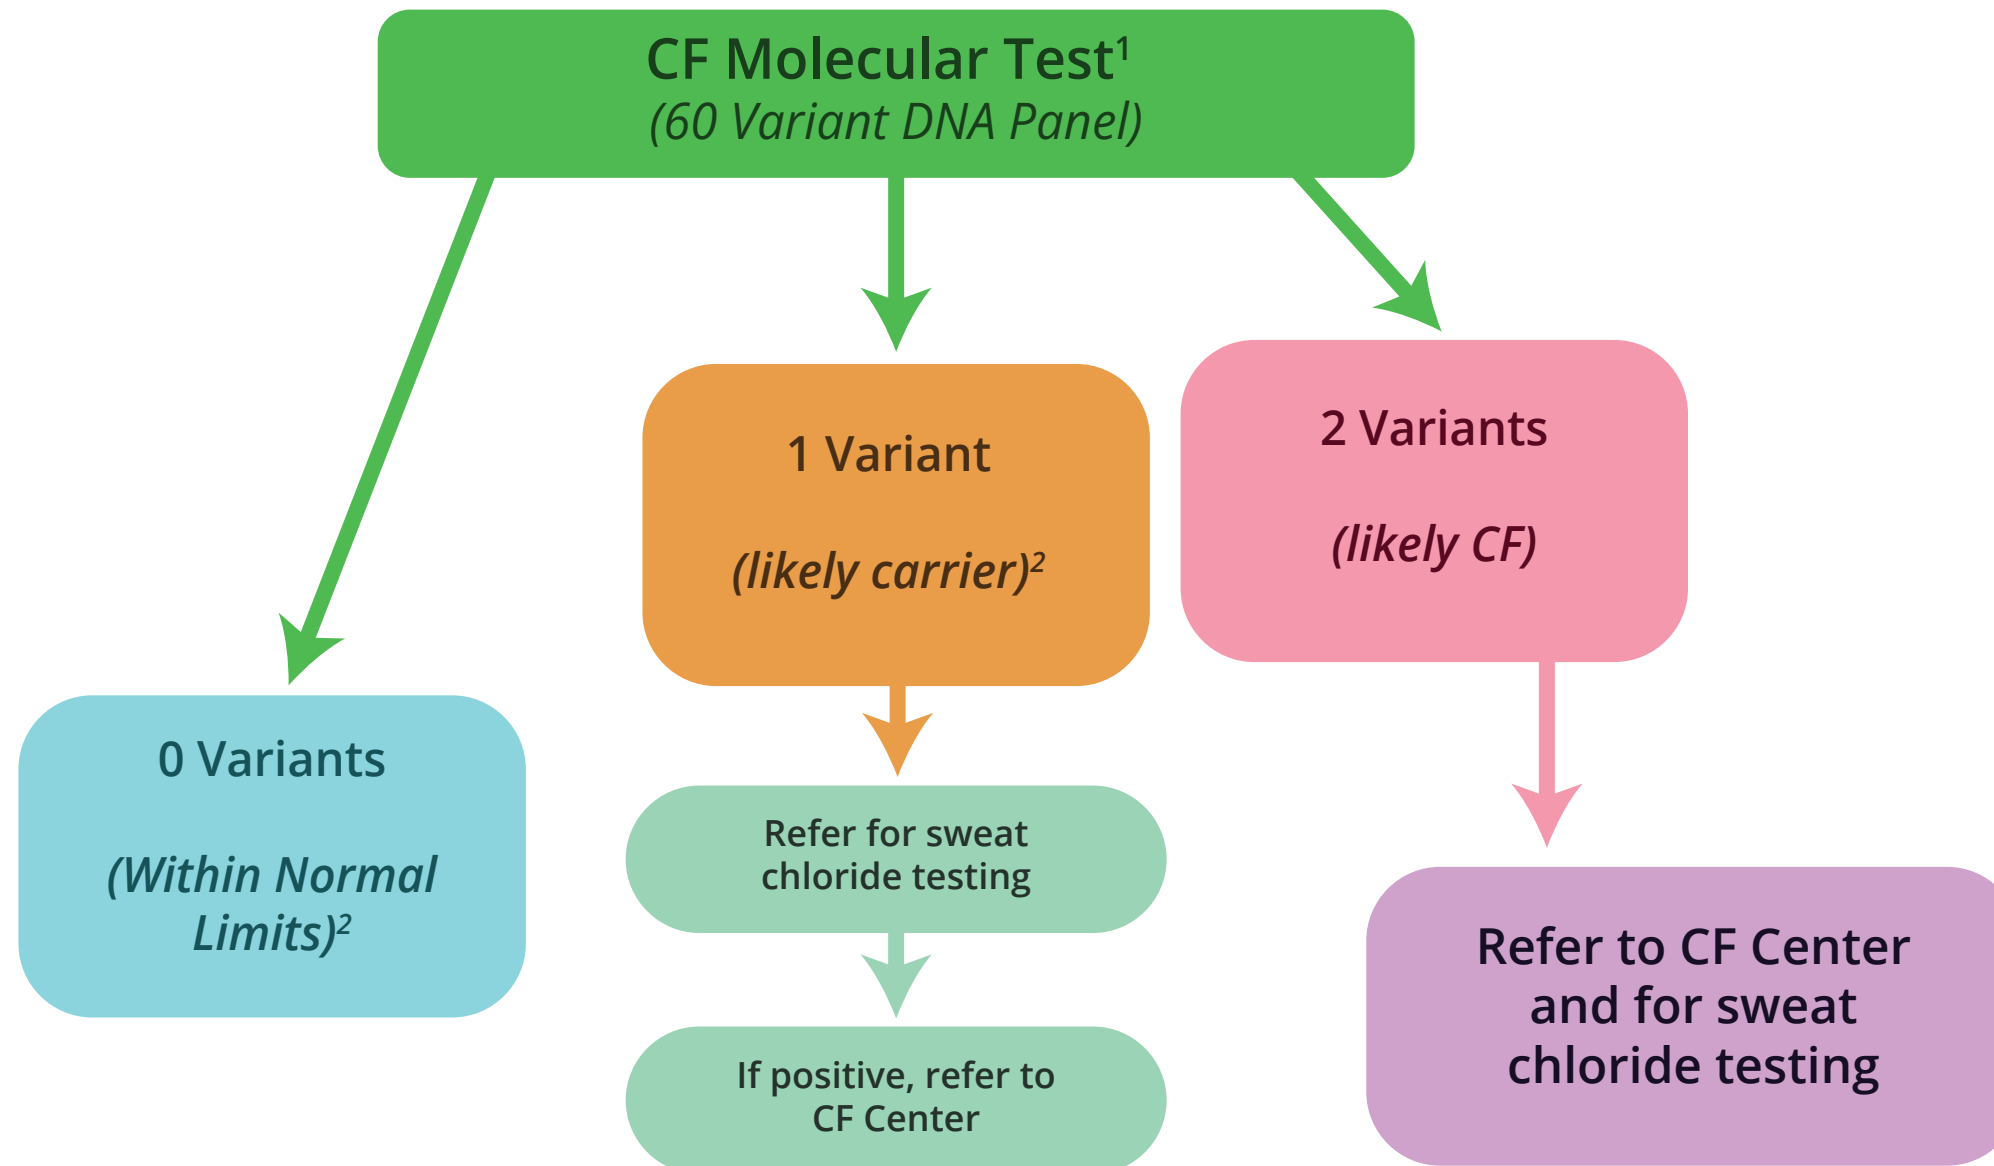 CF Molecular Test¹
(60 Variant DNA Panel)
0 Variants
(Within Normal
Limits)²
1 Variant
(likely carrier)²
Refer for sweat
chloride testing
If positive, refer to
CF Center
2 Variants
(likely CF)
Refer to CF Center
and for sweat
chloride testing